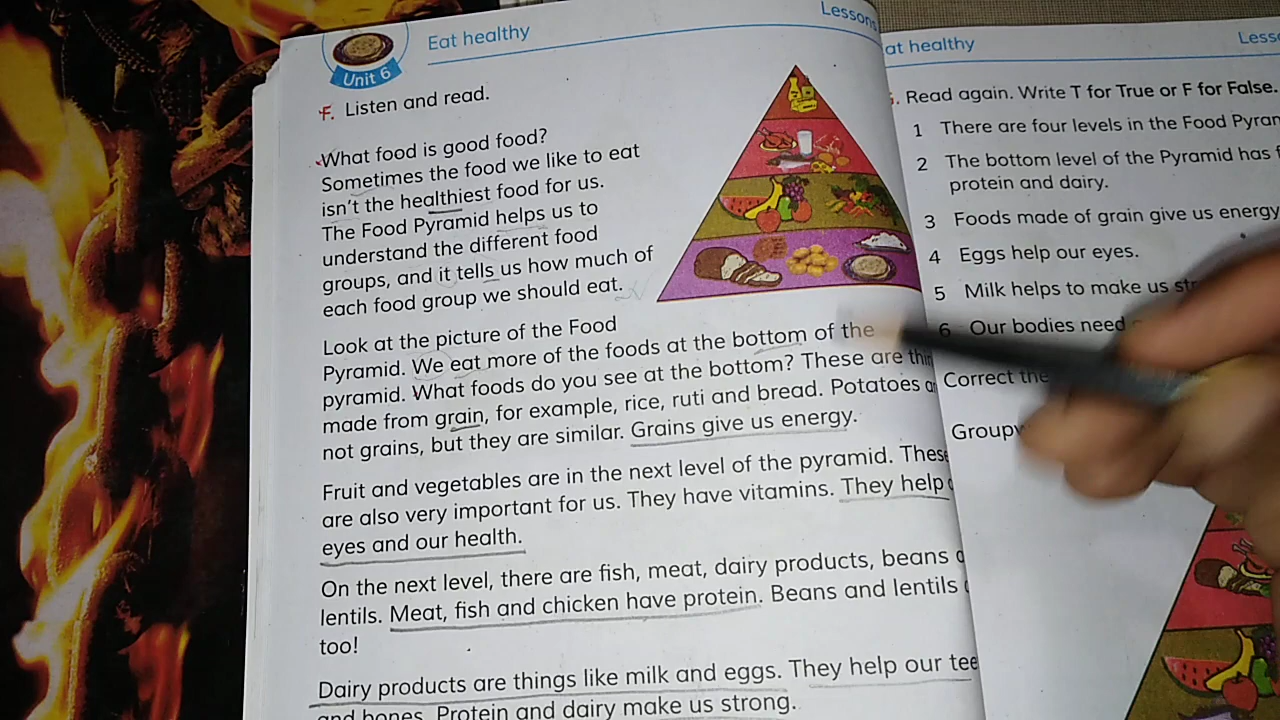 Unit 6
Eat healthy
Lessons
F. Listen and read.
What food is good food?
Sometimes the food we like to eat
isn't the healthiest food for us.
The Food Pyramid helps us to
understand the different food
groups, and it tells us how much of
each food group we should eat.
Look at the picture of the Food
Pyramid. We eat more of the foods at the bottom of the
pyramid. What foods do you see at the bottom? These are
made from grain, for example, rice, ruti and bread. Potatoes
not grains, but they are similar. Grains give us energy.
Fruit and vegetables are in the next level of the pyramid. These
are also very important for us. They have vitamins. They help
eyes and our health.
On the next level, there are fish, meat, dairy products, beans
lentils. Meat, fish and chicken have protein. Beans and lentils
too!
Dairy products are things like milk and eggs. They help our
and bones. Protein and dairy make us strong.
at healthy
. Read again. Write T for True or F for False.
1 There are four levels in the Food
2 The bottom level of the Pyramid has
protein and dairy.
3 Foods made of grain give us energy
4 Eggs help our eyes.
5 Milk helps to make us
6 Our bodies need
Correct the